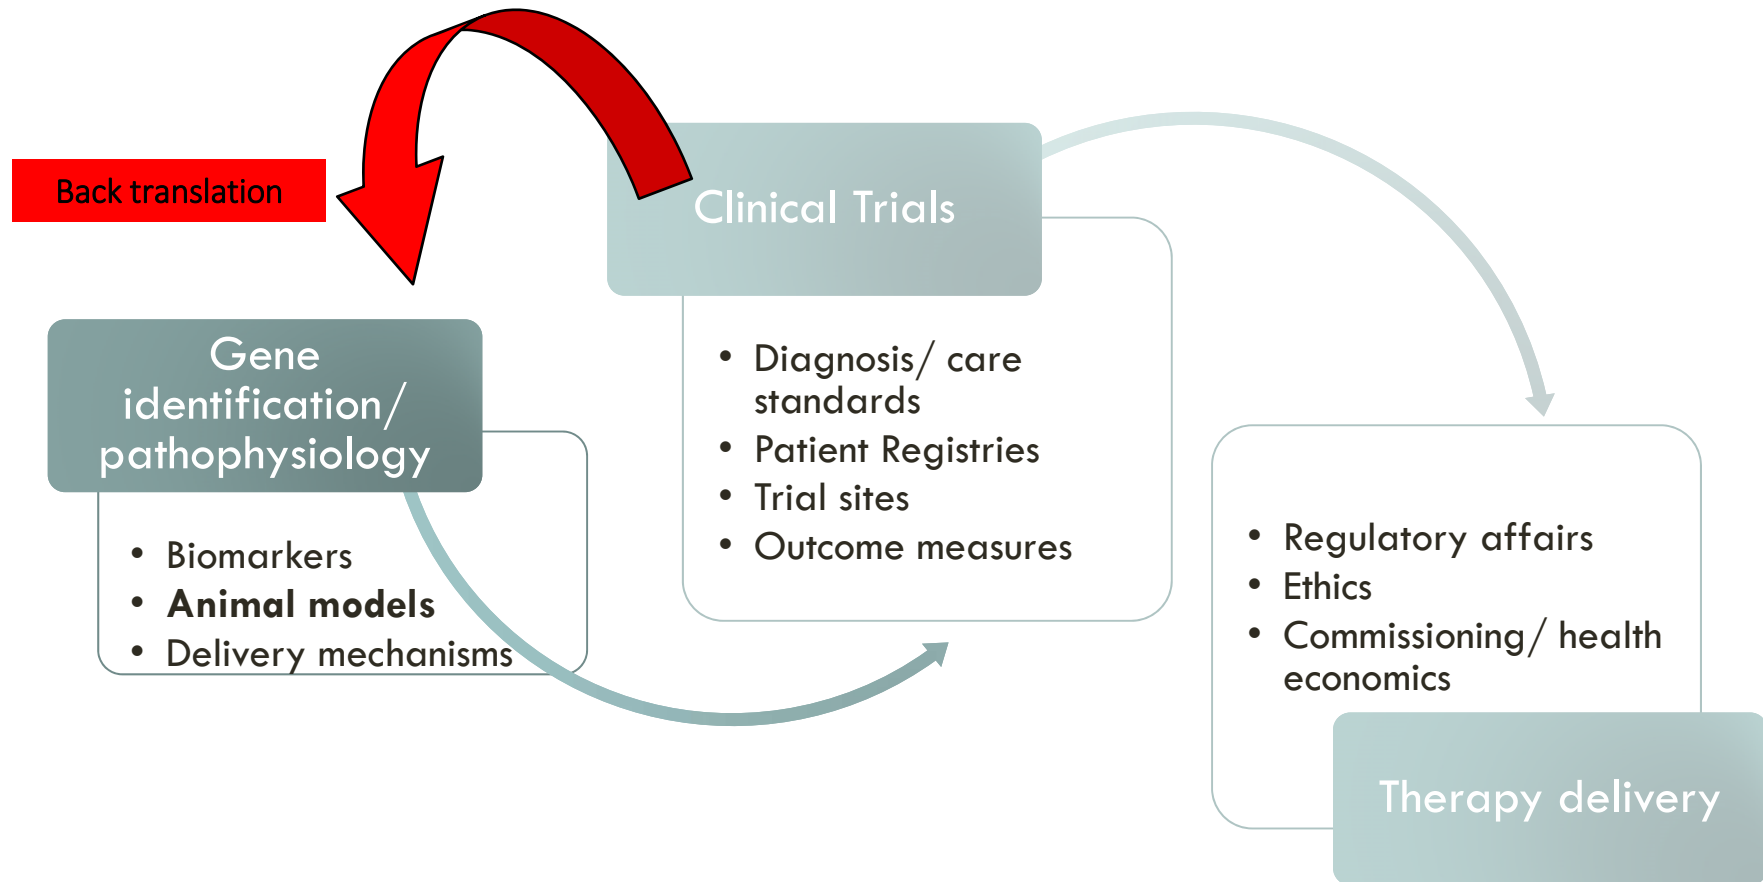 Back translation
Gene
identification/
pathophysiology
• Biomarkers
• Animal models
• Delivery mechanisms
Clinical Trials
• Diagnosis/ care
standards
• Patient Registries
• Trial sites
• Outcome measures
• Regulatory affairs
• Ethics
• Commissioning/ health
economics
Therapy delivery